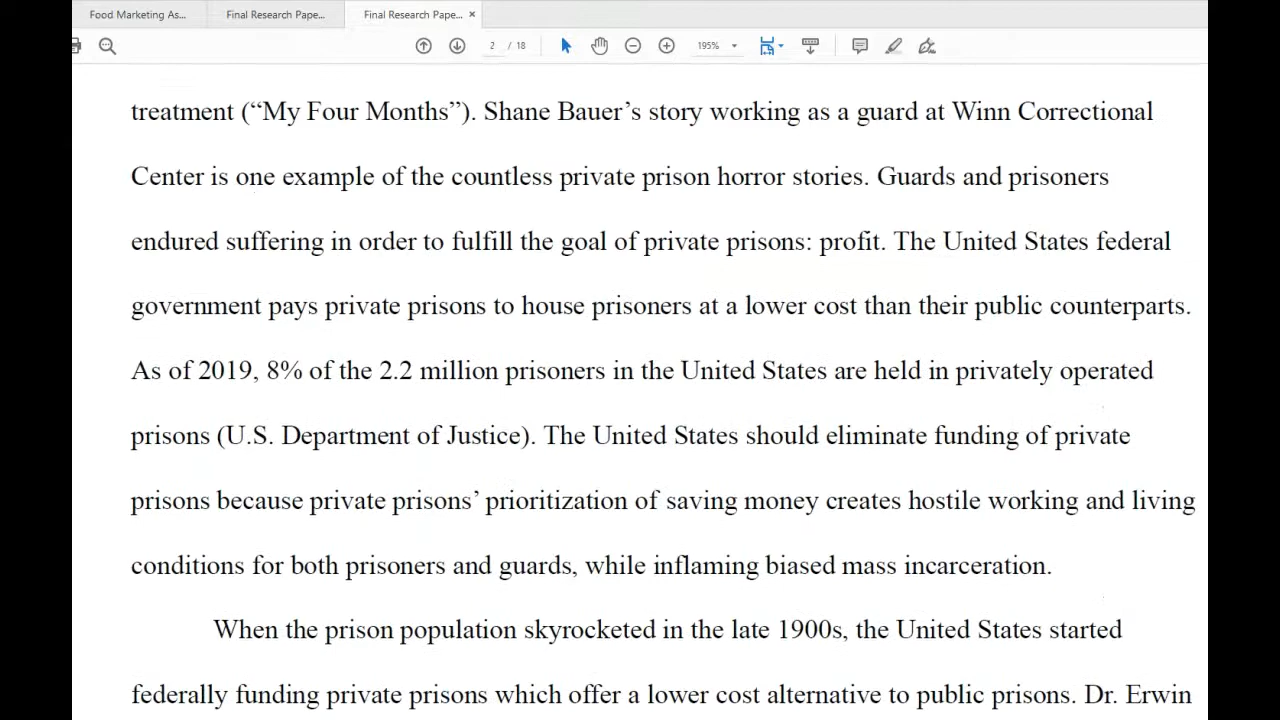 Food Marketing As...
Final Research Pape...
Final Research Pape... ×
2 / 18
195%
treatment (“My Four Months”). Shane Bauer’s story working as a guard at Winn Correctional
Center is one example of the countless private prison horror stories. Guards and prisoners
endured suffering in order to fulfill the goal of private prisons: profit. The United States federal
government pays private prisons to house prisoners at a lower cost than their public counterparts.
As of 2019, 8% of the 2.2 million prisoners in the United States are held in privately operated
prisons (U.S. Department of Justice). The United States should eliminate funding of private
prisons because private prisons’ prioritization of saving money creates hostile working and living
conditions for both prisoners and guards, while inflaming biased mass incarceration.
When the prison population skyrocketed in the late 1900s, the United States started
federally funding private prisons which offer a lower cost alternative to public prisons. Dr. Erwin